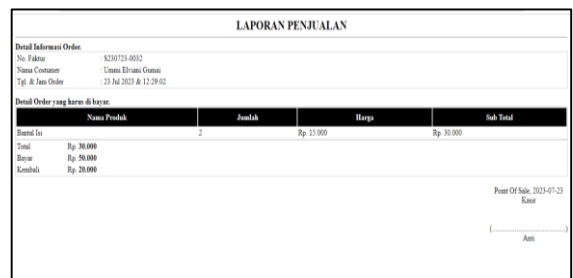 LAPORAN PENJUALAN
Detail Informasi Order.
No. Faktur : S230723-0032
Nama Costumer : Ummi Elviani Gumai
Tgl. & Jam Order : 23 Jul 2023 & 12:29:02
Detail Order yang harus di bayar.
Nama Produk Jumlah Harga Sub Total
Bantal Isi 2 Rp. 15.000 Rp. 30.000
Total Rp. 30.000
Bayar Rp. 50.000
Kembali Rp. 20.000
Point Of Sale, 2023-07-23
Kasir
(..............................)
Anti